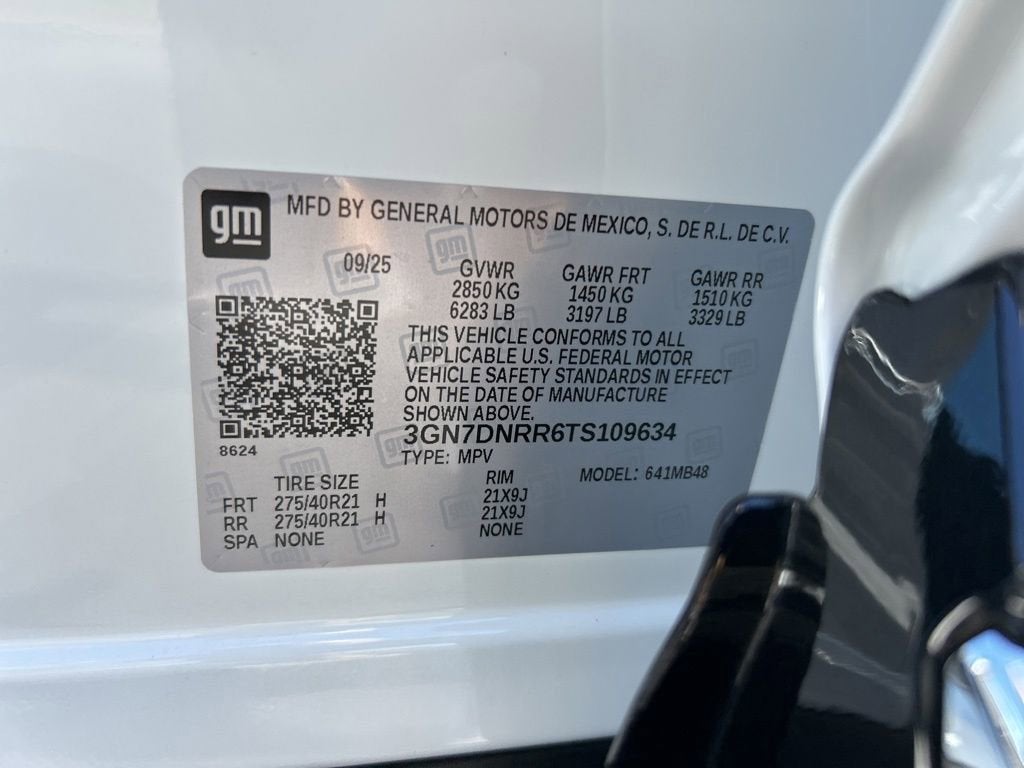 gm MFD BY GENERAL MOTORS DE MEXICO, S. DE R.L. DE C.V.
09/25 GVWR GAWR FRT GAWR RR
2850 KG 1450 KG 1510 KG
6283 LB 3197 LB 3329 LB
THIS VEHICLE CONFORMS TO ALL
APPLICABLE U.S. FEDERAL MOTOR
VEHICLE SAFETY STANDARDS IN EFFECT
ON THE DATE OF MANUFACTURE
SHOWN ABOVE.
3GN7DNRR6TS109634
8624 TYPE: MPV
TIRE SIZE RIM MODEL: 641MB48
FRT 275/40R21 H 21X9J
RR 275/40R21 H 21X9J
SPA NONE NONE